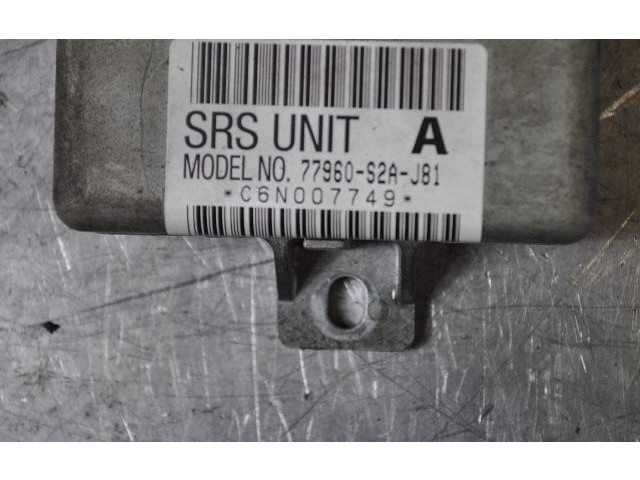 SRS UNIT A
MODEL NO. 77960-S2A-J81
*C6N007749*